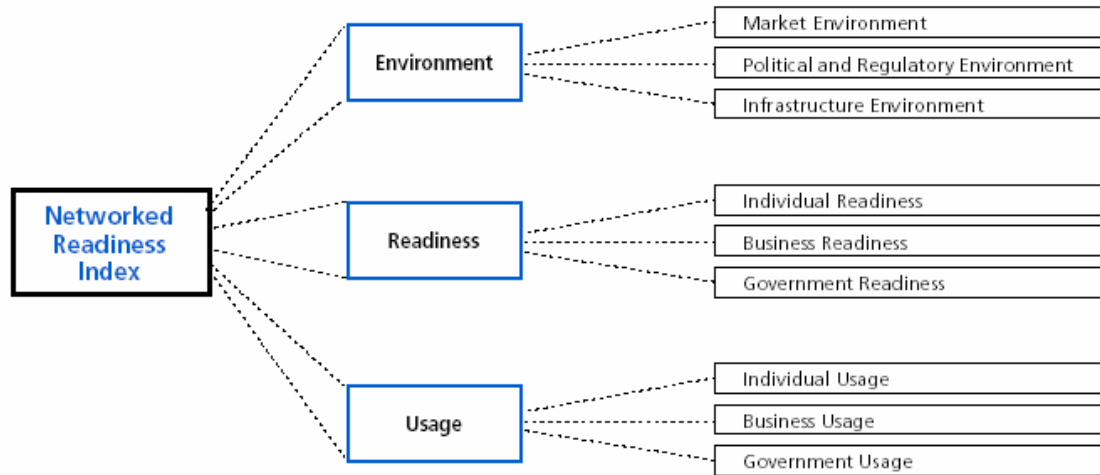 Networked
Readiness
Index
Environment
Market Environment
Political and Regulatory Environment
Infrastructure Environment
Readiness
Individual Readiness
Business Readiness
Government Readiness
Usage
Individual Usage
Business Usage
Government Usage